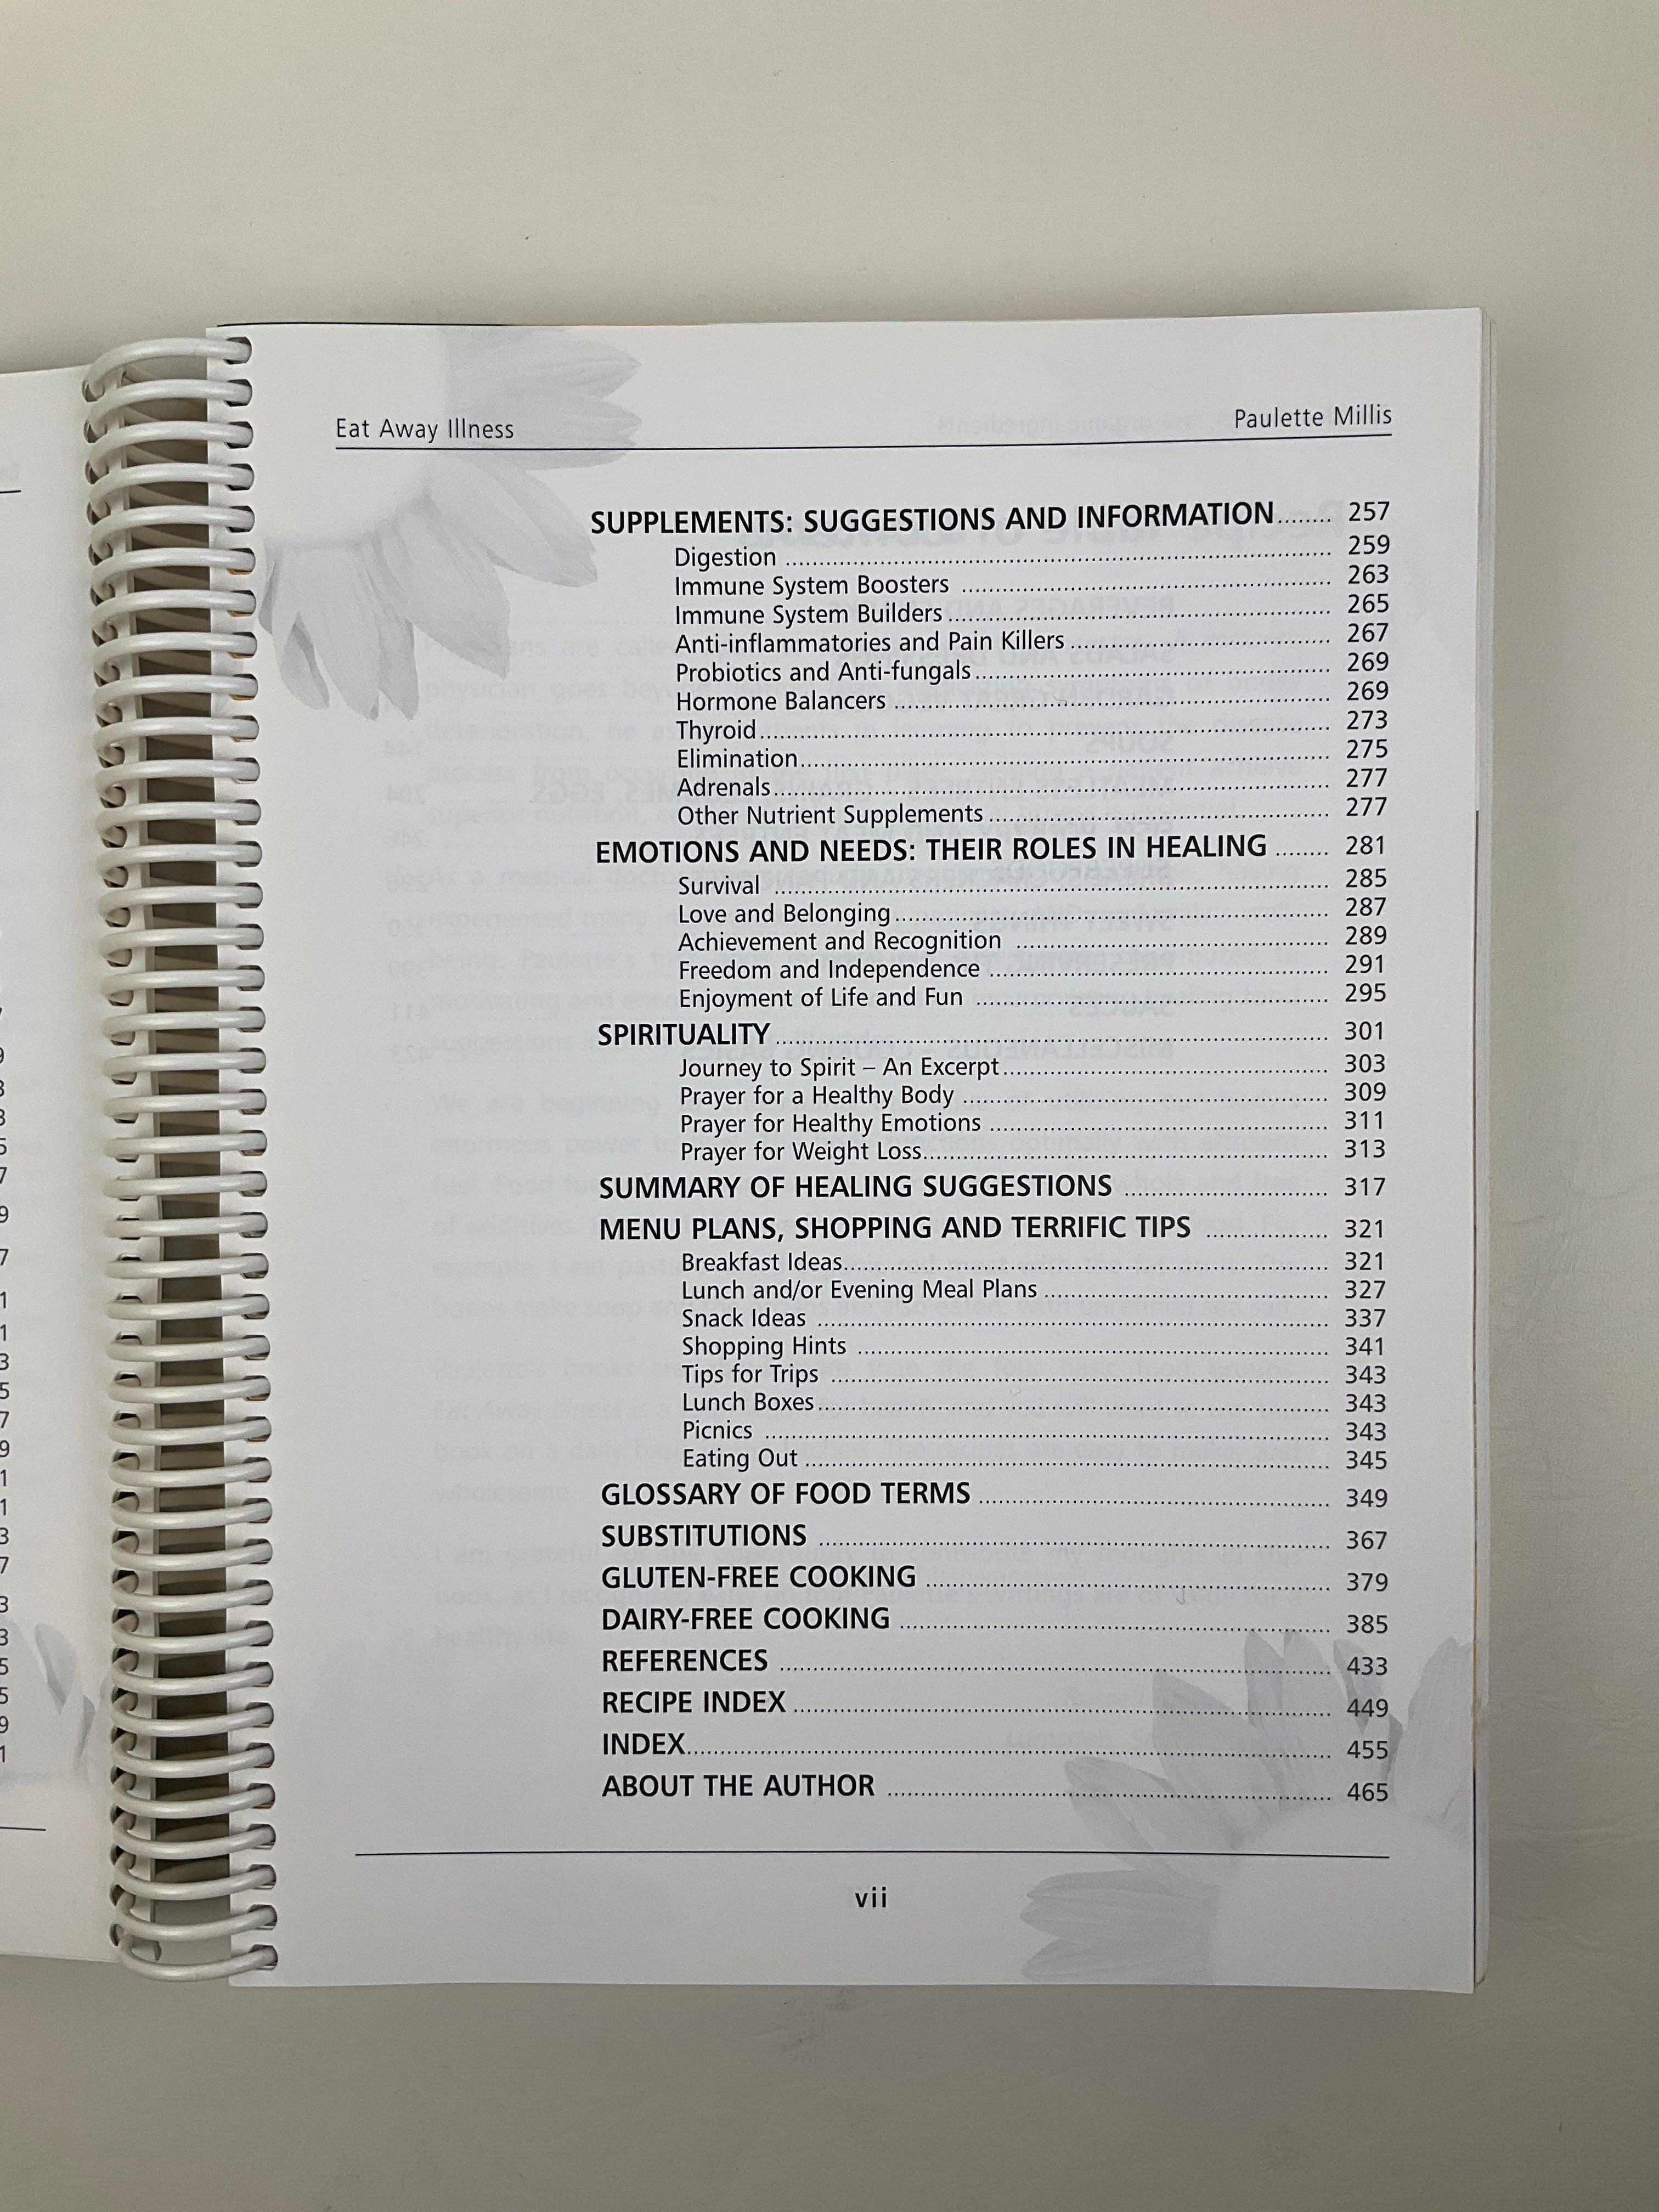 Eat Away Illness Paulette Millis
SUPPLEMENTS: SUGGESTIONS AND INFORMATION........ 257
Digestion ........ 259
Immune System Boosters ........ 263
Immune System Builders ........ 265
Anti-inflammatories and Pain Killers ........ 267
Probiotics and Anti-fungals ........ 269
Hormone Balancers ........ 269
Thyroid ........ 273
Elimination ........ 275
Adrenals ........ 277
Other Nutrient Supplements ........ 277
EMOTIONS AND NEEDS: THEIR ROLES IN HEALING ........ 281
Survival ........ 285
Love and Belonging ........ 287
Achievement and Recognition ........ 289
Freedom and Independence ........ 291
Enjoyment of Life and Fun ........ 295
SPIRITUALITY ........ 301
Journey to Spirit – An Excerpt ........ 303
Prayer for a Healthy Body ........ 309
Prayer for Healthy Emotions ........ 311
Prayer for Weight Loss ........ 313
SUMMARY OF HEALING SUGGESTIONS ........ 317
MENU PLANS, SHOPPING AND TERRIFIC TIPS ........ 321
Breakfast Ideas ........ 321
Lunch and/or Evening Meal Plans ........ 327
Snack Ideas ........ 337
Shopping Hints ........ 341
Tips for Trips ........ 343
Lunch Boxes ........ 343
Picnics ........ 343
Eating Out ........ 345
GLOSSARY OF FOOD TERMS ........ 349
SUBSTITUTIONS ........ 367
GLUTEN-FREE COOKING ........ 379
DAIRY-FREE COOKING ........ 385
REFERENCES ........ 433
RECIPE INDEX ........ 449
INDEX ........ 455
ABOUT THE AUTHOR ........ 465
vii